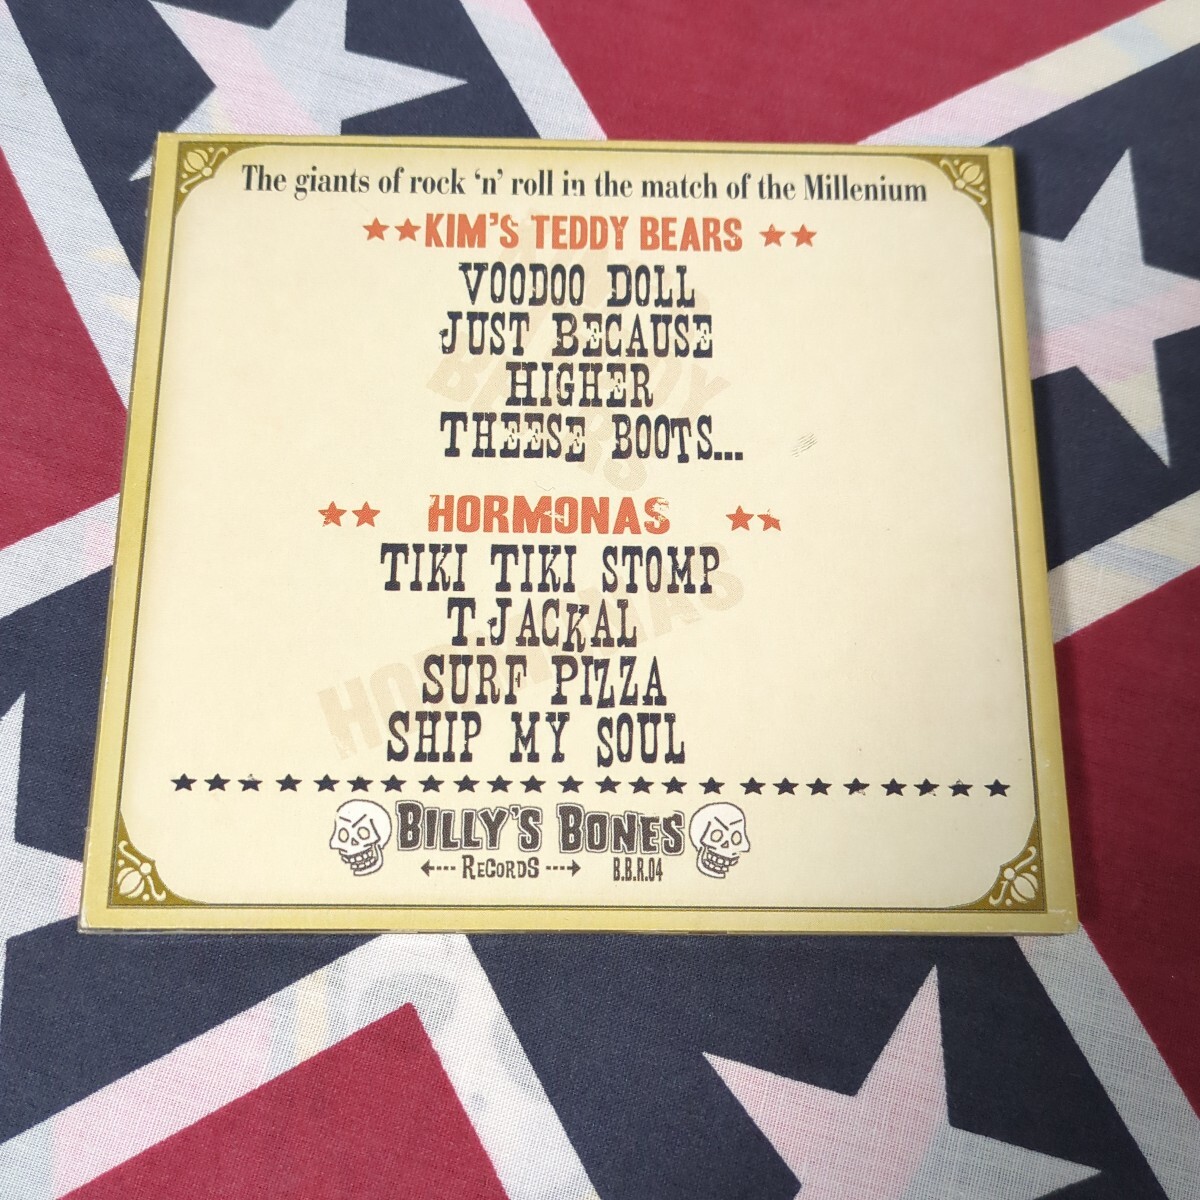 The giants of rock 'n' roll in the match of the Millenium
KIM'S TEDDY BEARS
VOODOO DOLL
JUST BECAUSE
HIGHER
THEESE BOOTS...
HORMONAS
TIKI TIKI STOMP
T.JACKAL
SURF PIZZA
SHIP MY SOUL
BILLY'S BONES
RECORDS B.B.R.04